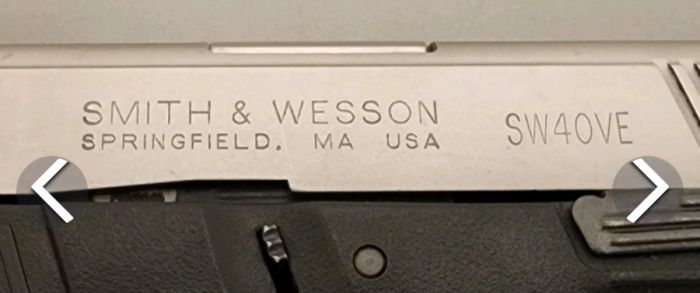 SMITH & WESSON
SPRINGFIELD, MA USA
SW40VE